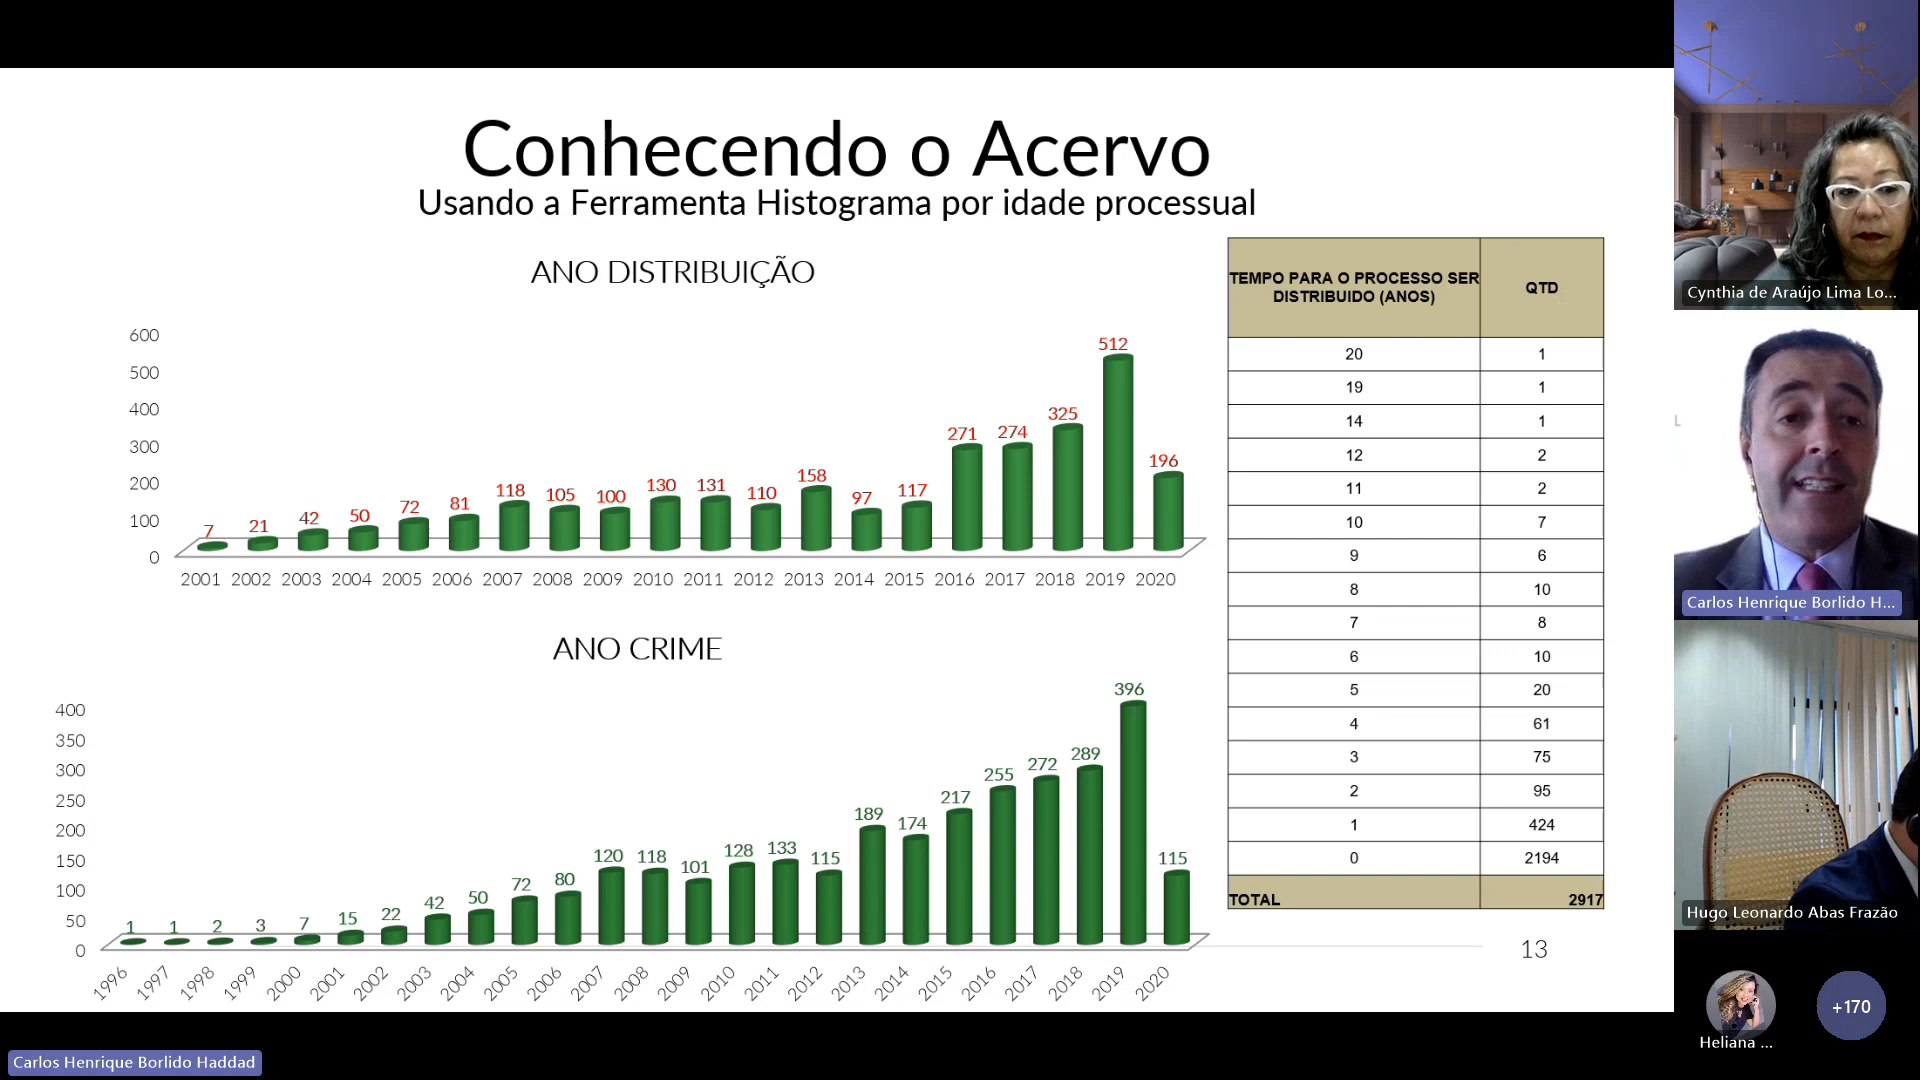 Conhecendo o Acervo
Usando a Ferramenta Histograma por idade processual
ANO DISTRIBUIÇÃO
600
500
400
300
200
100
0
7 21 42 50 72 81 118 105 100 130 131 110 158 97 117 271 274 325 512 196
2001 2002 2003 2004 2005 2006 2007 2008 2009 2010 2011 2012 2013 2014 2015 2016 2017 2018 2019 2020
ANO CRIME
400
350
300
250
200
150
100
50
0
1 1 2 3 7 15 22 42 50 72 80 120 118 101 128 133 115 189 174 217 255 272 289 396 115
1996 1997 1998 1999 2000 2001 2002 2003 2004 2005 2006 2007 2008 2009 2010 2011 2012 2013 2014 2015 2016 2017 2018 2019 2020
TEMPO PARA O PROCESSO SER
DISTRIBUIDO (ANOS) QTD
20 1
19 1
14 1
12 2
11 2
10 7
9 6
8 10
7 8
6 10
5 20
4 61
3 75
2 95
1 424
0 2194
TOTAL 2917
13
Cynthia de Araújo Lima Lo...
L
Carlos Henrique Borlido H...
Hugo Leonardo Abas Frazão
Heliana ...
+170
Carlos Henrique Borlido Haddad